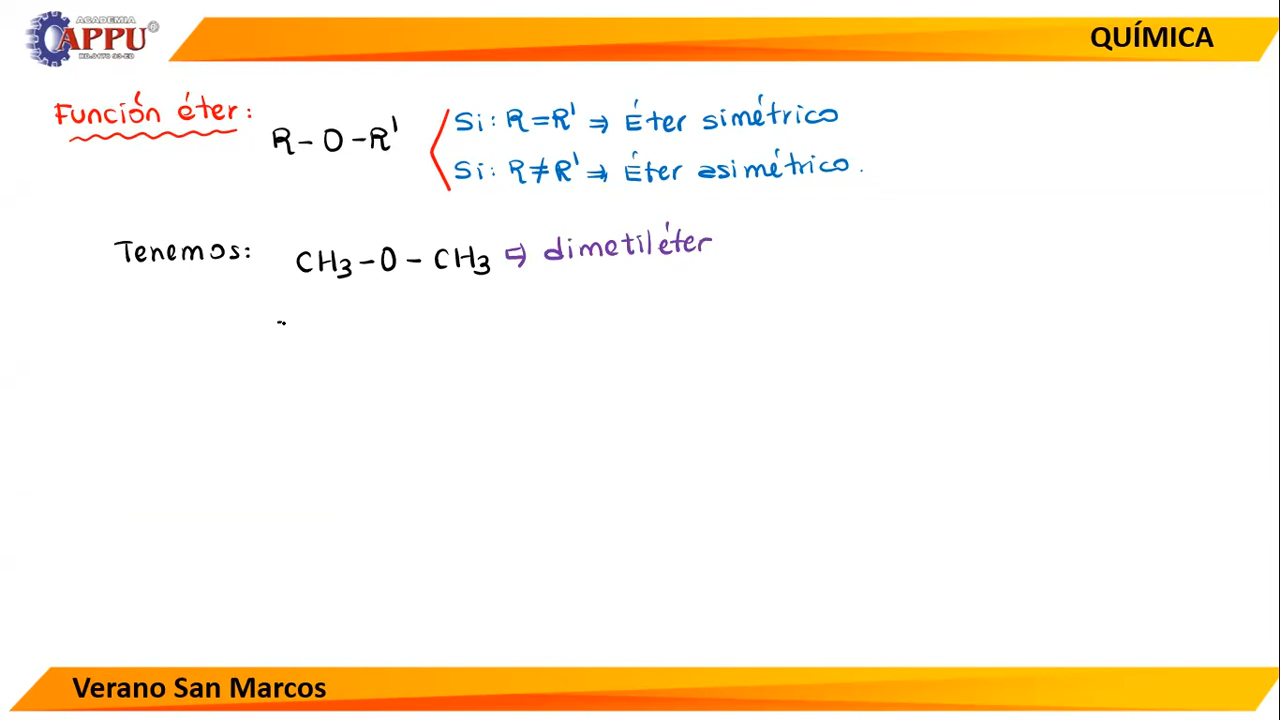 ACADEMIA
APPU®
QUÍMICA
Función éter:
R-O-R'
Si: R=R' ⇒ Éter simétrico
Si: R≠R' ⇒ Éter asimétrico.
Tenemos:
CH3-O-CH3 ⇨ dimetiléter
Verano San Marcos